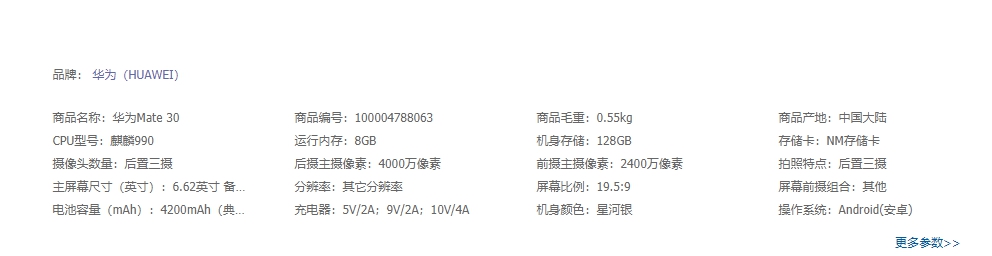 品牌： 华为（HUAWEI）
商品名称：华为Mate 30 商品编号：100004788063 商品毛重：0.55kg 商品产地：中国大陆
CPU型号：麒麟990 运行内存：8GB 机身存储：128GB 存储卡：NM存储卡
摄像头数量：后置三摄 后摄主摄像素：4000万像素 前摄主摄像素：2400万像素 拍照特点：后置三摄
主屏幕尺寸（英寸）：6.62英寸 备... 分辨率：其它分辨率 屏幕比例：19.5:9 屏幕前摄组合：其他
电池容量（mAh）：4200mAh（典... 充电器：5V/2A；9V/2A；10V/4A 机身颜色：星河银 操作系统：Android(安卓)
更多参数>>